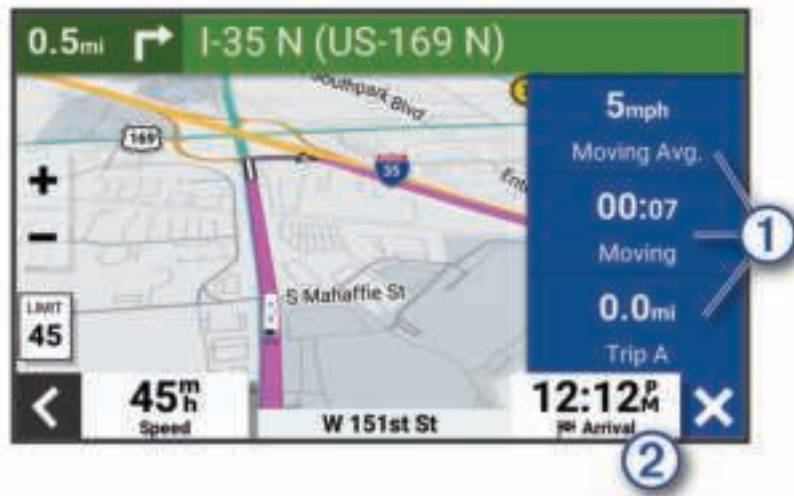 0.5mi I-35 N (US-169 N)
Southpark Blvd
5mph
Moving Avg.
169
35
00:07
Moving
1
+
−
S Mahaffie St
0.0mi
Trip A
LIMIT
45
45mh
Speed
W 151st St
12:12PM
Arrival
2